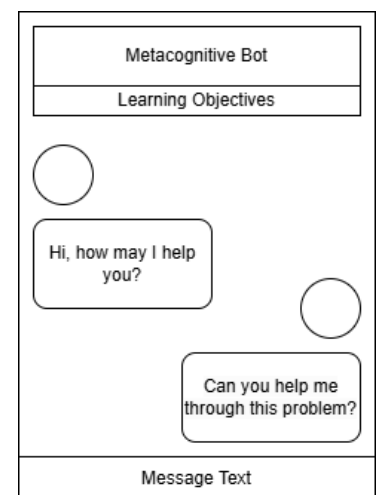 Metacognitive Bot
Learning Objectives
Hi, how may I help
you?
Can you help me
through this problem?
Message Text